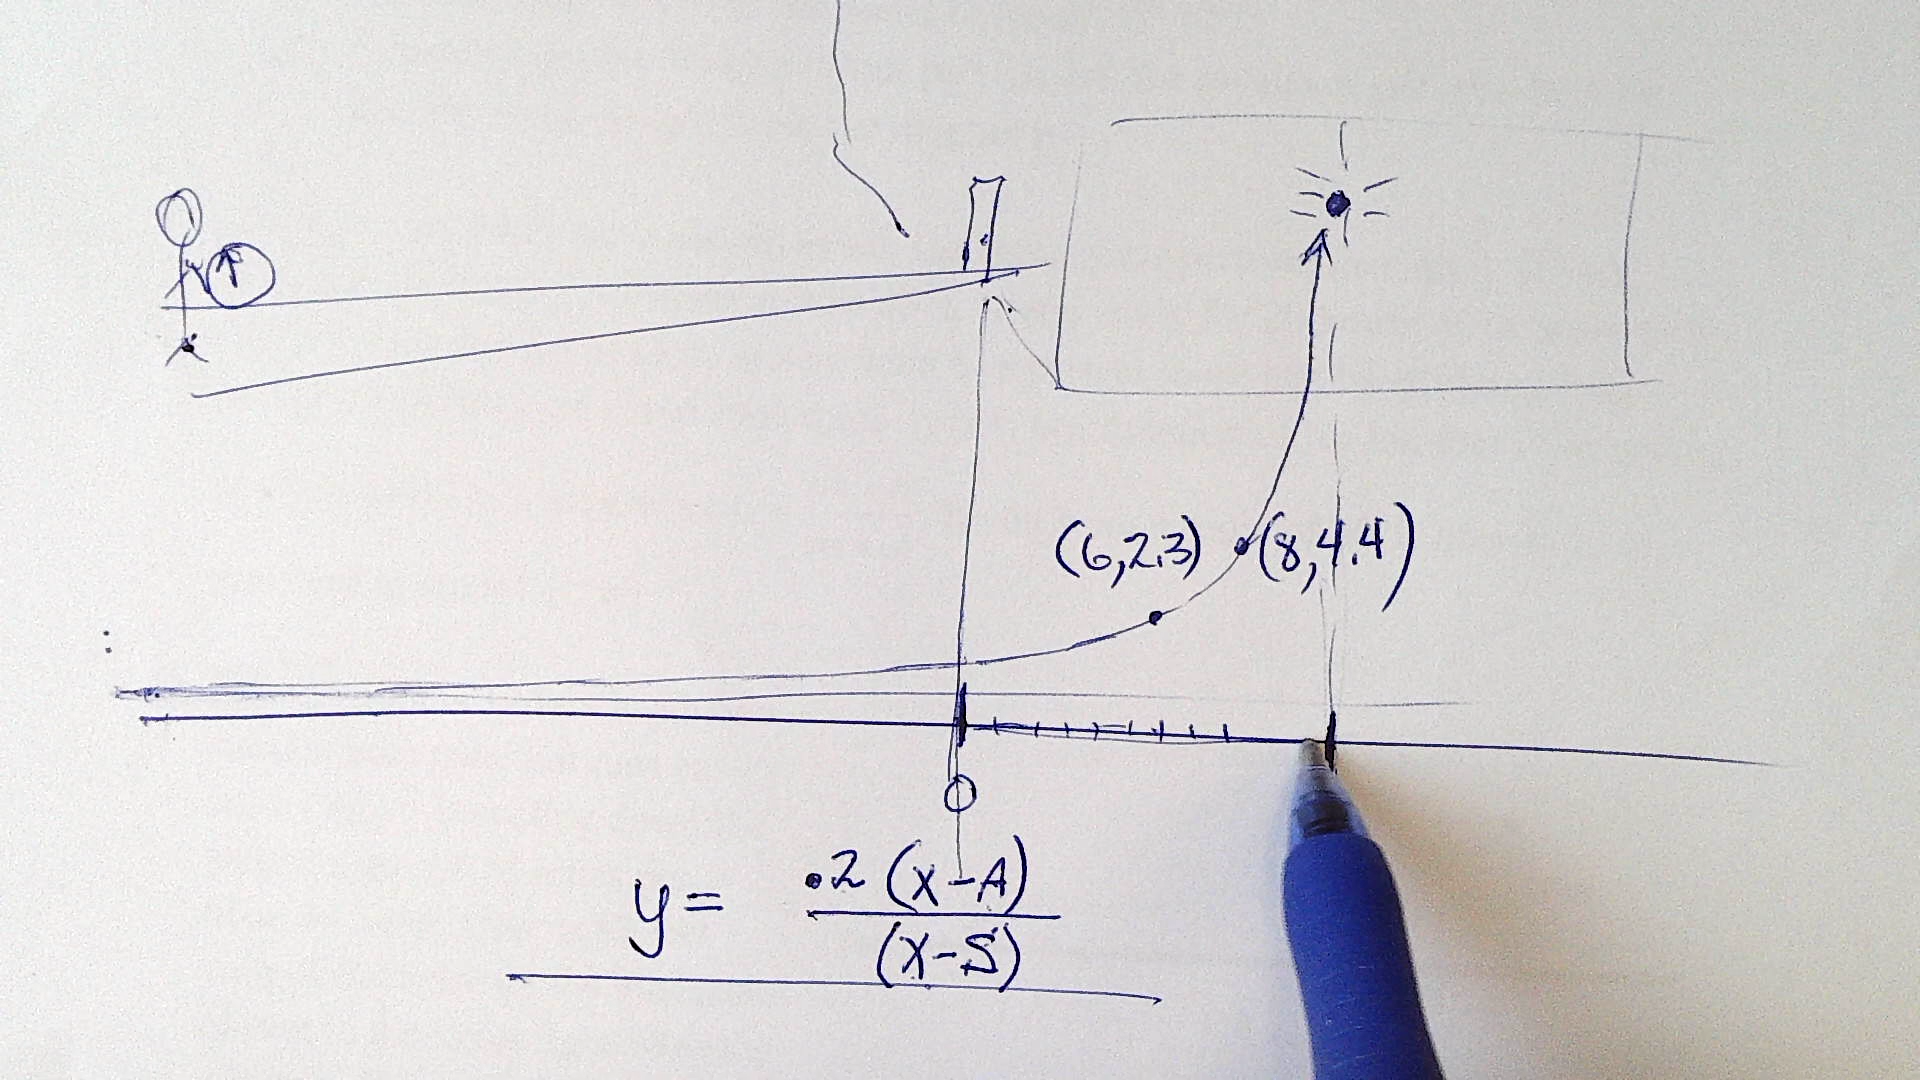 (6,2.3) (8,4.4)
0
y = .2 (x-A)
(x-S)